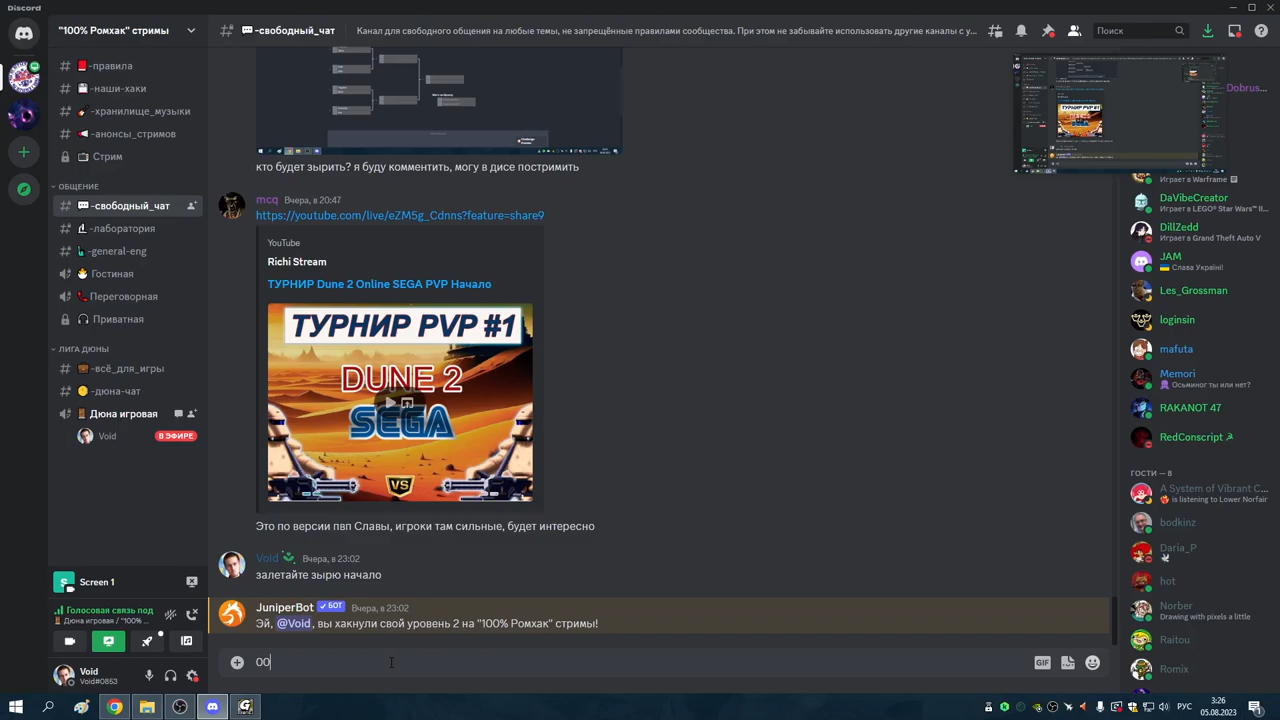 Discord
"100% Ромхак" стримы
-свободный_чат
Канал для свободного общения на любые темы, не запрещённые правилами сообщества. При этом не забывайте использовать другие каналы с у...
Поиск
-правила
-наши-хаки
-хранилище_музыки
-анонсы_стримов
Стрим
ОБЩЕНИЕ
-свободный_чат
-лаборатория
-general-eng
Гостиная
Переговорная
Приватная
ЛИГА ДЮНЫ
-всё_для_игры
-дюна-чат
Дюна игровая
Void
В ЭФИРЕ
Screen 1
Голосовая связь под
Дюна игровая / "100% ...
Void
Void#0853
кто будет зырить? я буду комментить, могу в дис постримить
mcq Вчера, в 20:47
https://youtube.com/live/eZM5g_Cdnns?feature=share9
YouTube
Richi Stream
ТУРНИР Dune 2 Online SEGA PVP Начало
ТУРНИР PVP #1
DUNE 2
SEGA
VS
Это по версии пвп Славы, игроки там сильные, будет интересно
Void Вчера, в 23:02
залетайте зырю начало
JuniperBot БОТ Вчера, в 23:02
Эй, @Void, вы хакнули свой уровень 2 на "100% Ромхак" стримы!
00
GIF
Dobrus...
Играет в Warframe
DaVibeCreator
Играет в LEGO® Star Wars™ II...
DillZedd
Играет в Grand Theft Auto V
JAM
Слава Україні!
Les_Grossman
loginsin
mafuta
Memori
Осьминог ты или нет?
RAKANOT 47
RedConscript
ГОСТИ — 8
A System of Vibrant C...
is listening to Lower Norfair
bodkinz
Daria_P
hot
Norber
Drawing with pixels a little
Raitou
Romix
РУС
3:26
05.08.2023